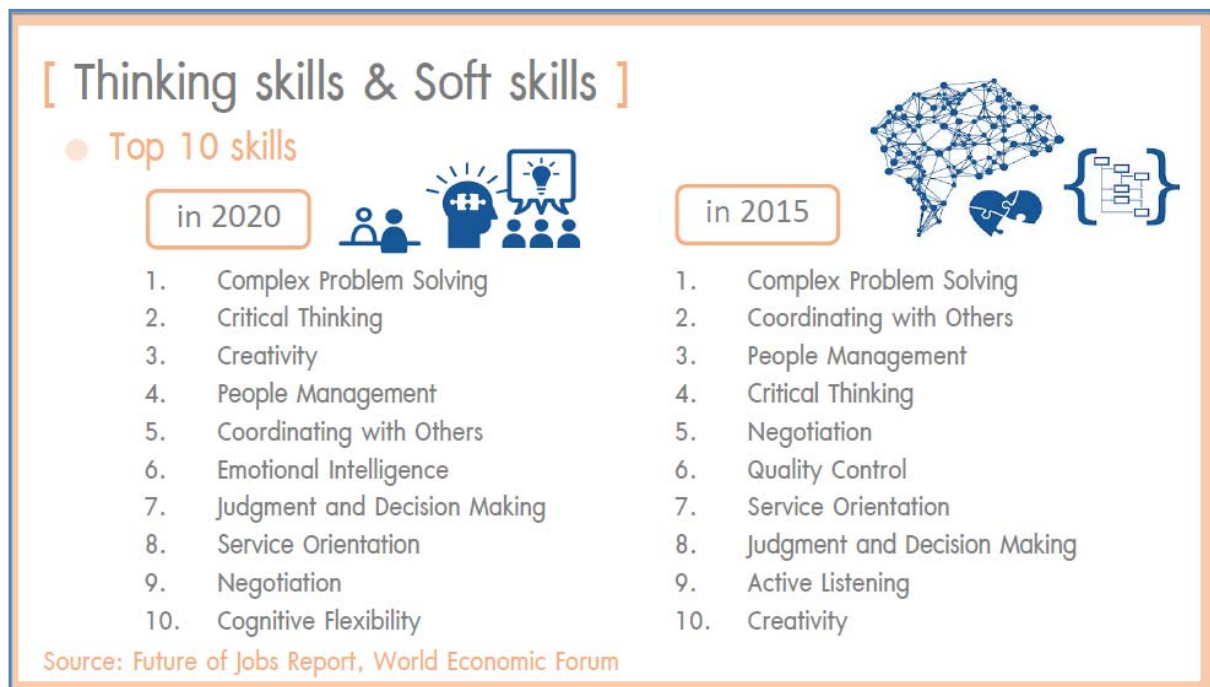 [ Thinking skills & Soft skills ]
Top 10 skills
in 2020
1. Complex Problem Solving
2. Critical Thinking
3. Creativity
4. People Management
5. Coordinating with Others
6. Emotional Intelligence
7. Judgment and Decision Making
8. Service Orientation
9. Negotiation
10. Cognitive Flexibility
in 2015
1. Complex Problem Solving
2. Coordinating with Others
3. People Management
4. Critical Thinking
5. Negotiation
6. Quality Control
7. Service Orientation
8. Judgment and Decision Making
9. Active Listening
10. Creativity
Source: Future of Jobs Report, World Economic Forum